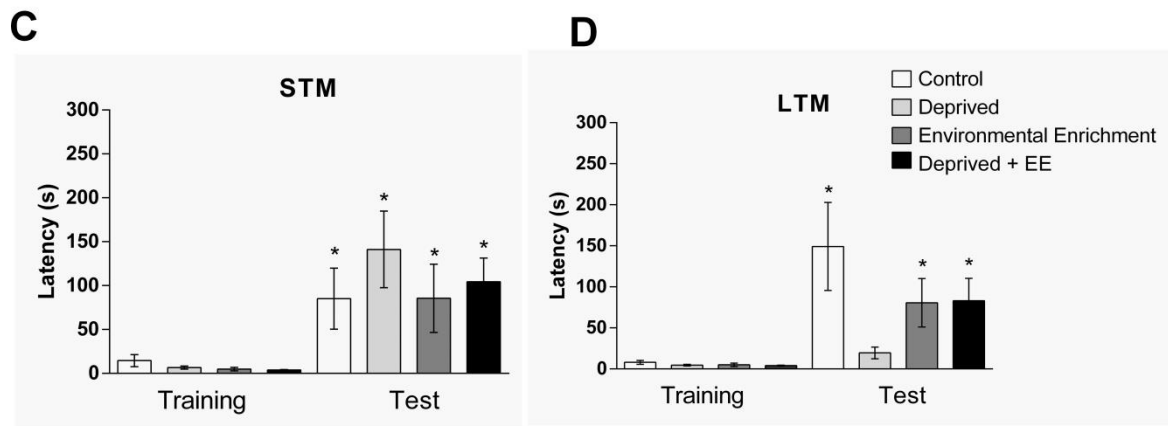 C
STM
Latency (s)
300
250
200
150
100
50
0
* * * *
Training Test
D
LTM
Control
Deprived
Environmental Enrichment
Deprived + EE
Latency (s)
300
250
200
150
100
50
0
* * *
Training Test